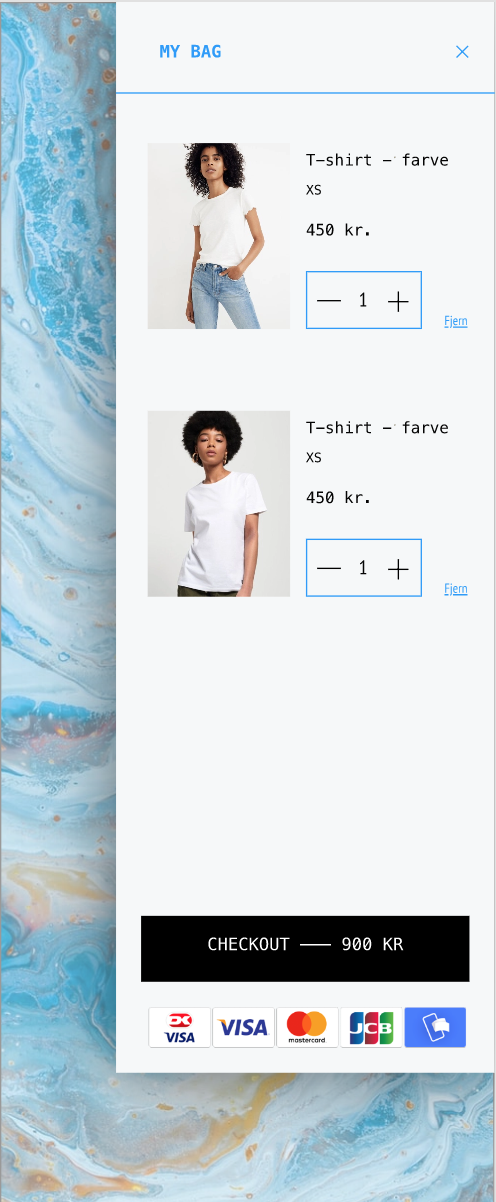 MY BAG
T-shirt - farve
XS
450 kr.
1
Fjern
T-shirt - farve
XS
450 kr.
1
Fjern
CHECKOUT —— 900 KR
DK VISA VISA mastercard JCB